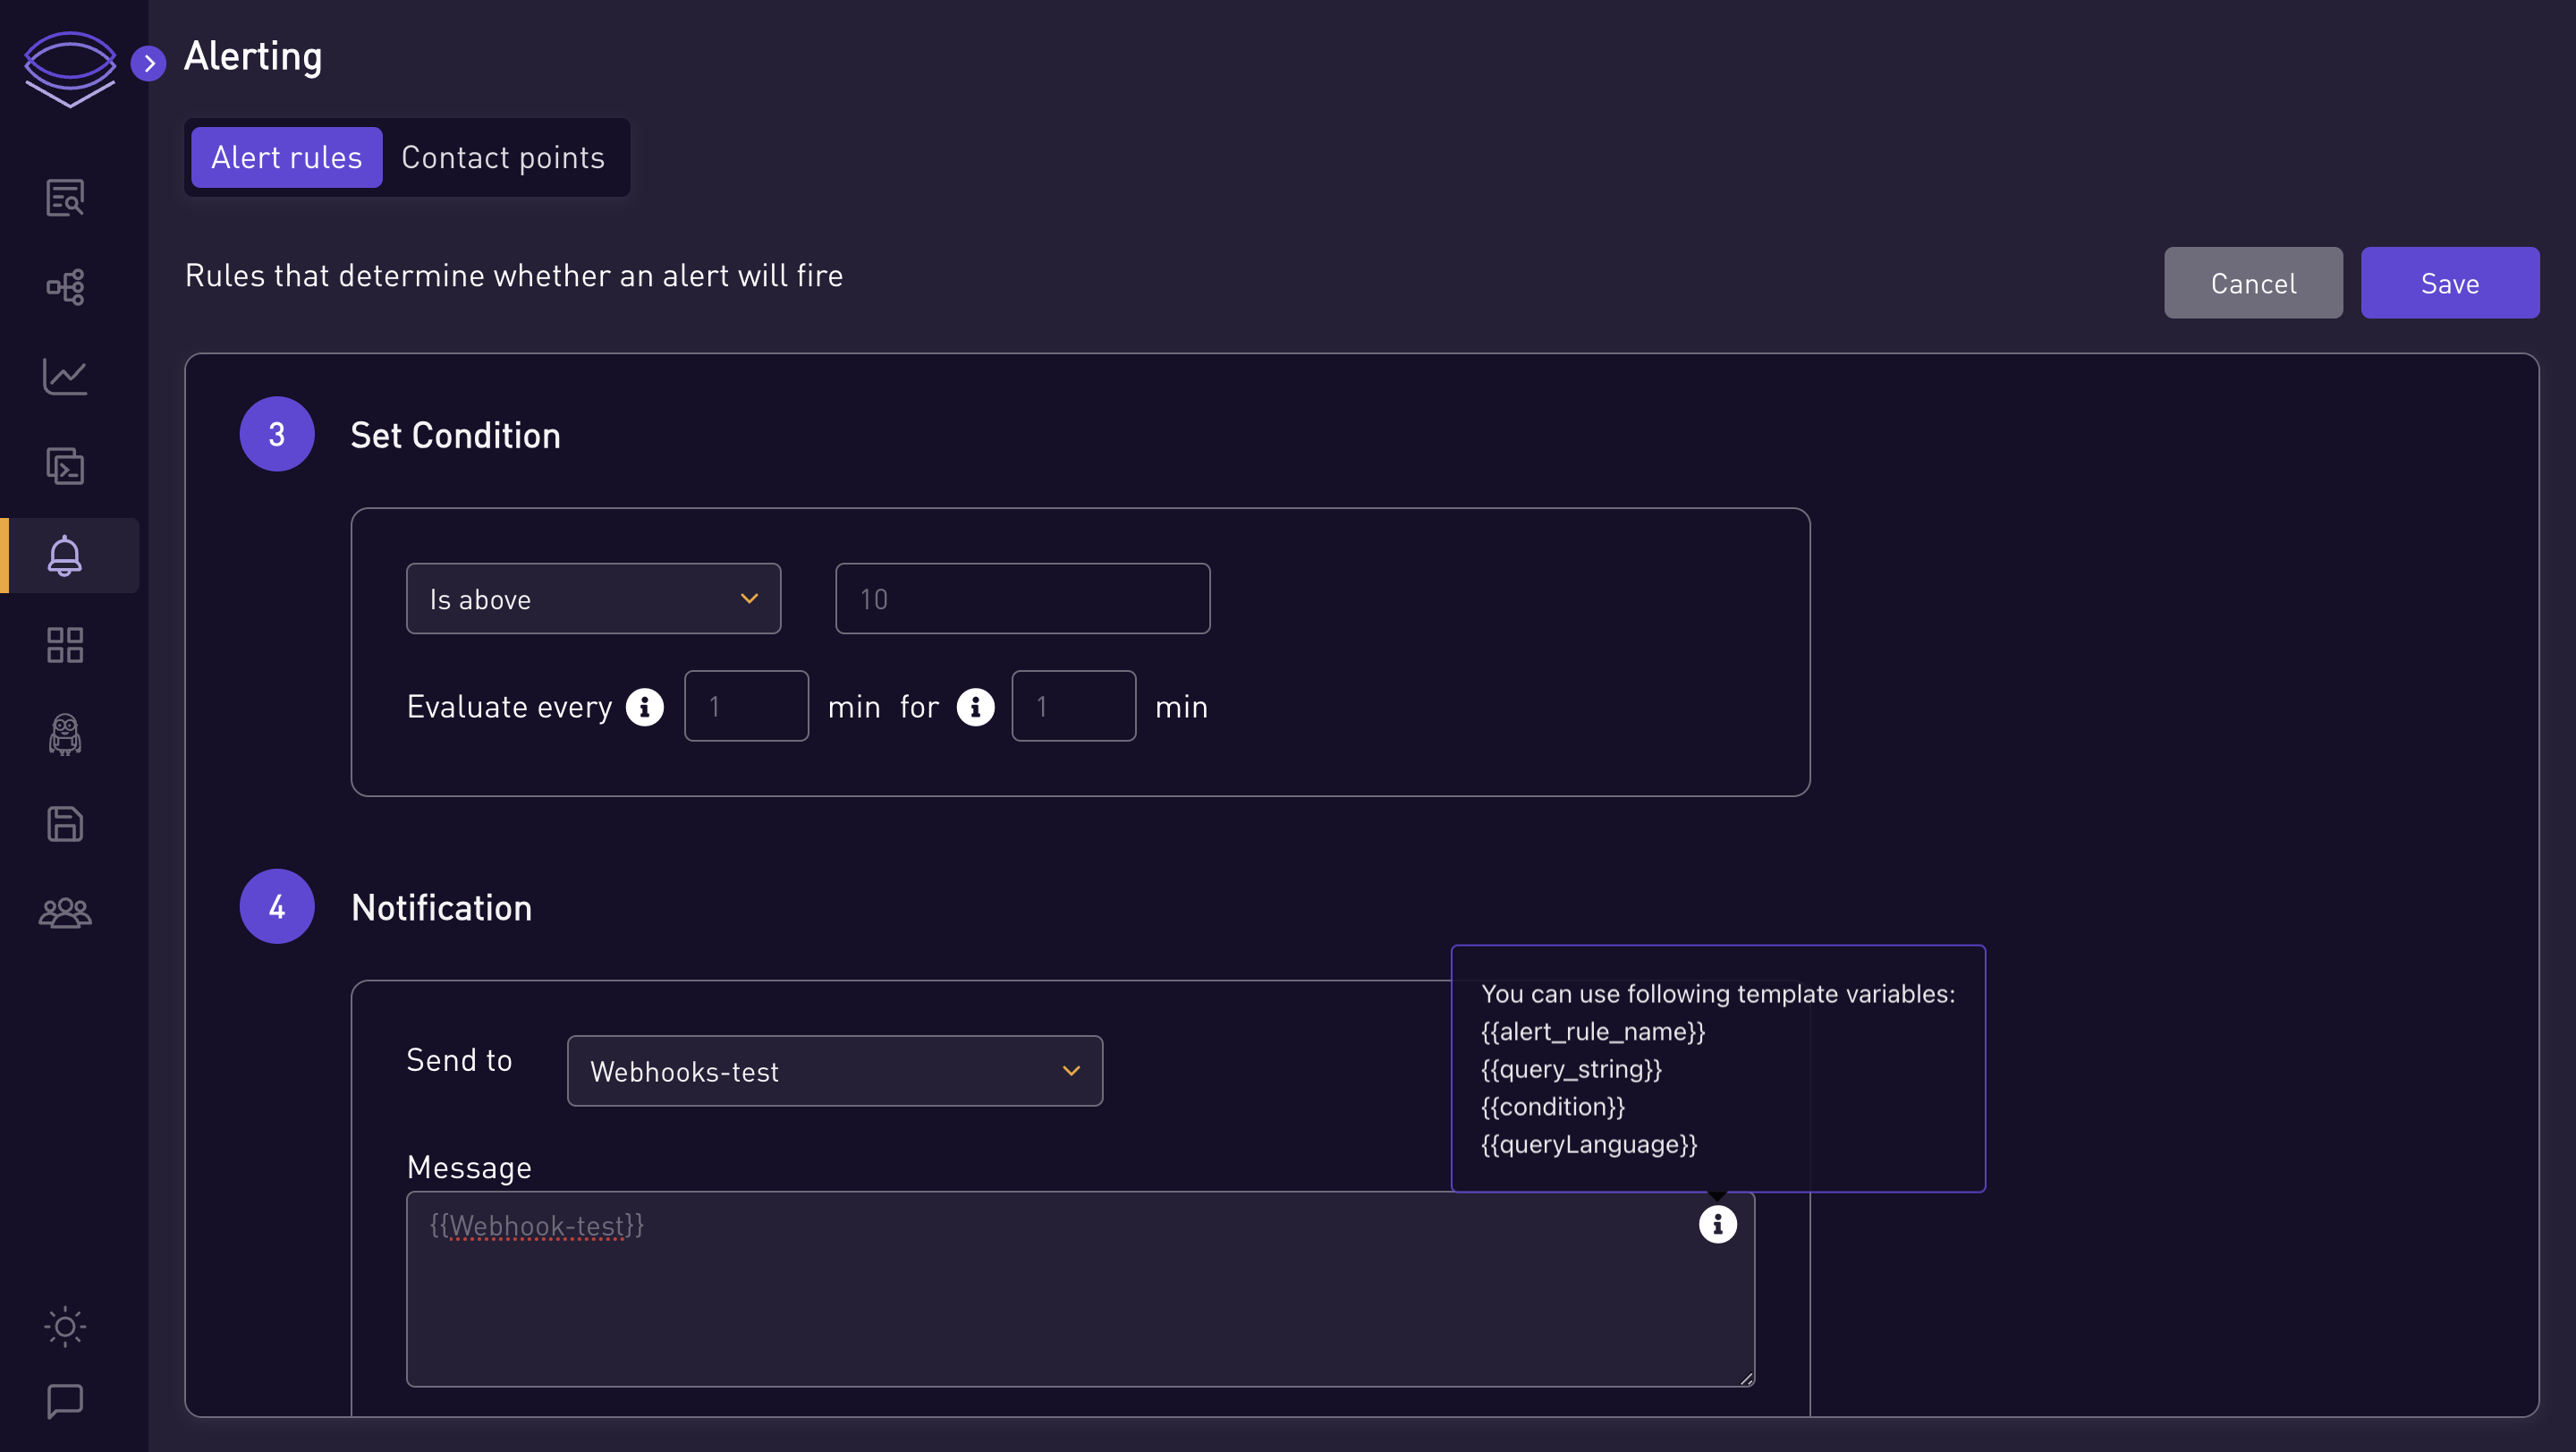 Alerting
Alert rules Contact points
Rules that determine whether an alert will fire
Cancel Save
3 Set Condition
Is above 10
Evaluate every 1 min for 1 min
4 Notification
You can use following template variables:
{{alert_rule_name}}
{{query_string}}
{{condition}}
{{queryLanguage}}
Send to Webhooks-test
Message
{{Webhook-test}}